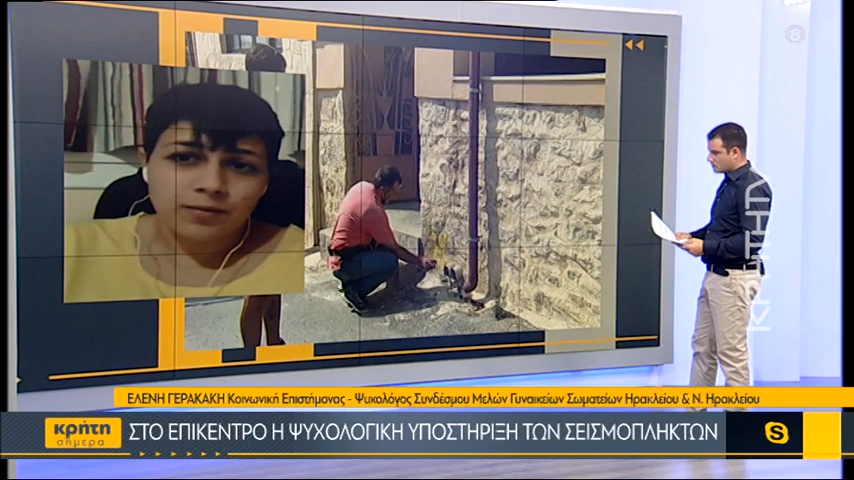 ΚΡΗΤΗ
ΕΛΕΝΗ ΓΕΡΑΚΑΚΗ Κοινωνική Επιστήμονας - Ψυχολόγος Συνδέσμου Μελών Γυναικείων Σωματείων Ηρακλείου & Ν. Ηρακλείου
κρήτη
σήμερα
ΣΤΟ ΕΠΙΚΕΝΤΡΟ Η ΨΥΧΟΛΟΓΙΚΗ ΥΠΟΣΤΗΡΙΞΗ ΤΩΝ ΣΕΙΣΜΟΠΛΗΚΤΩΝ